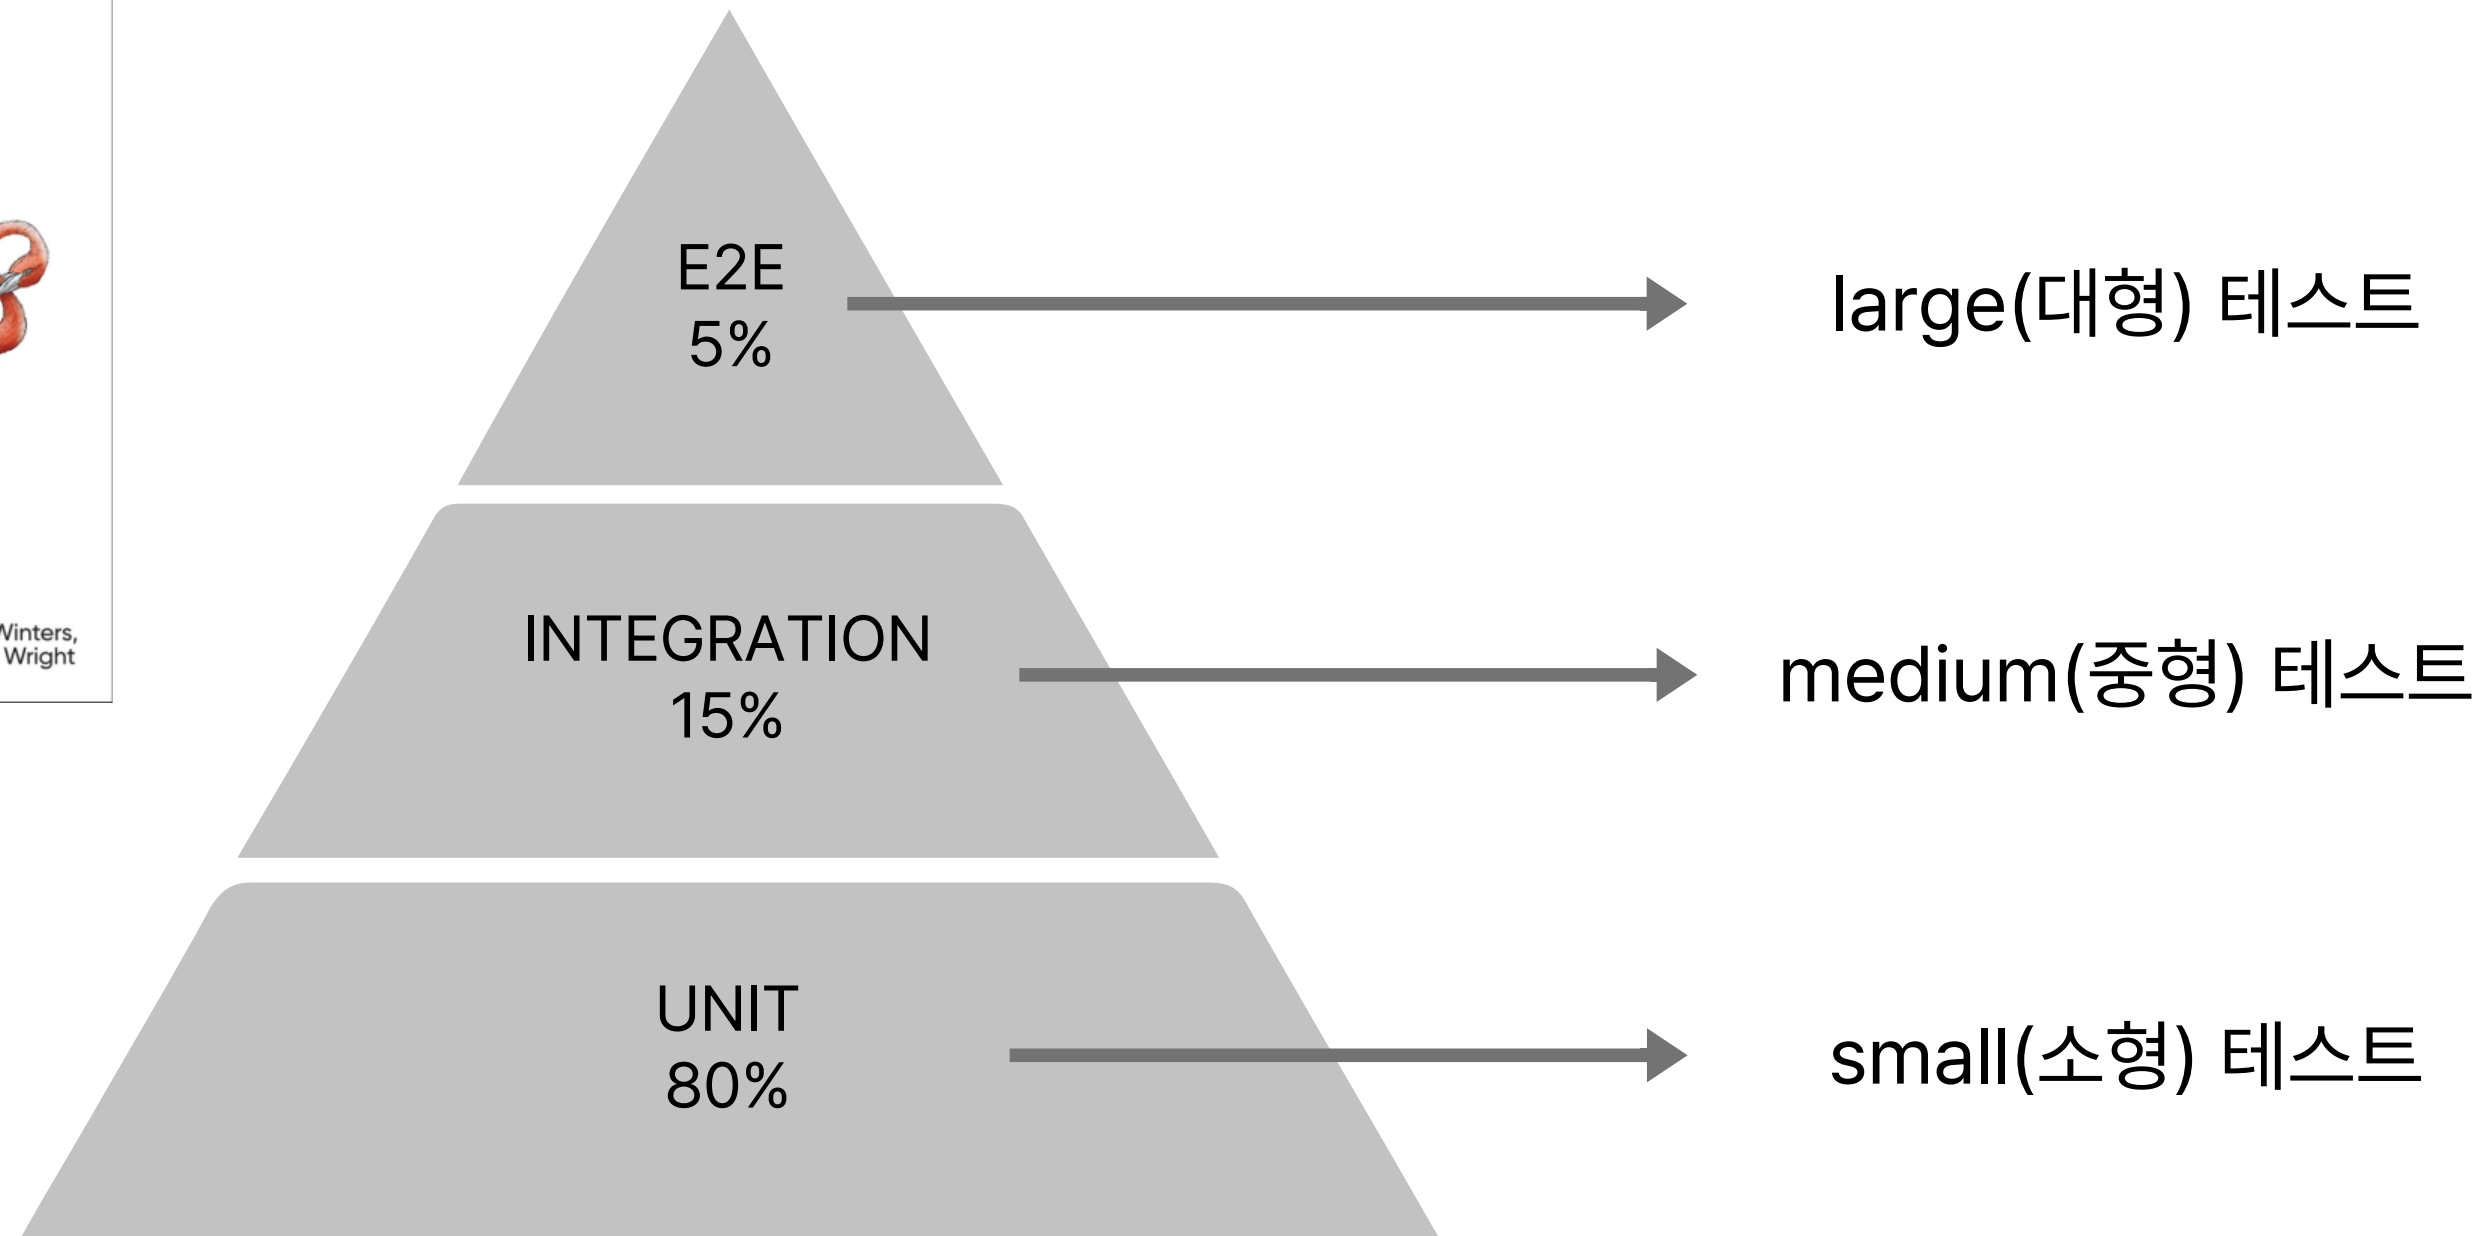 E2E
5%
large(대형) 테스트
Winters,
Wright
INTEGRATION
15%
medium(중형) 테스트
UNIT
80%
small(소형) 테스트